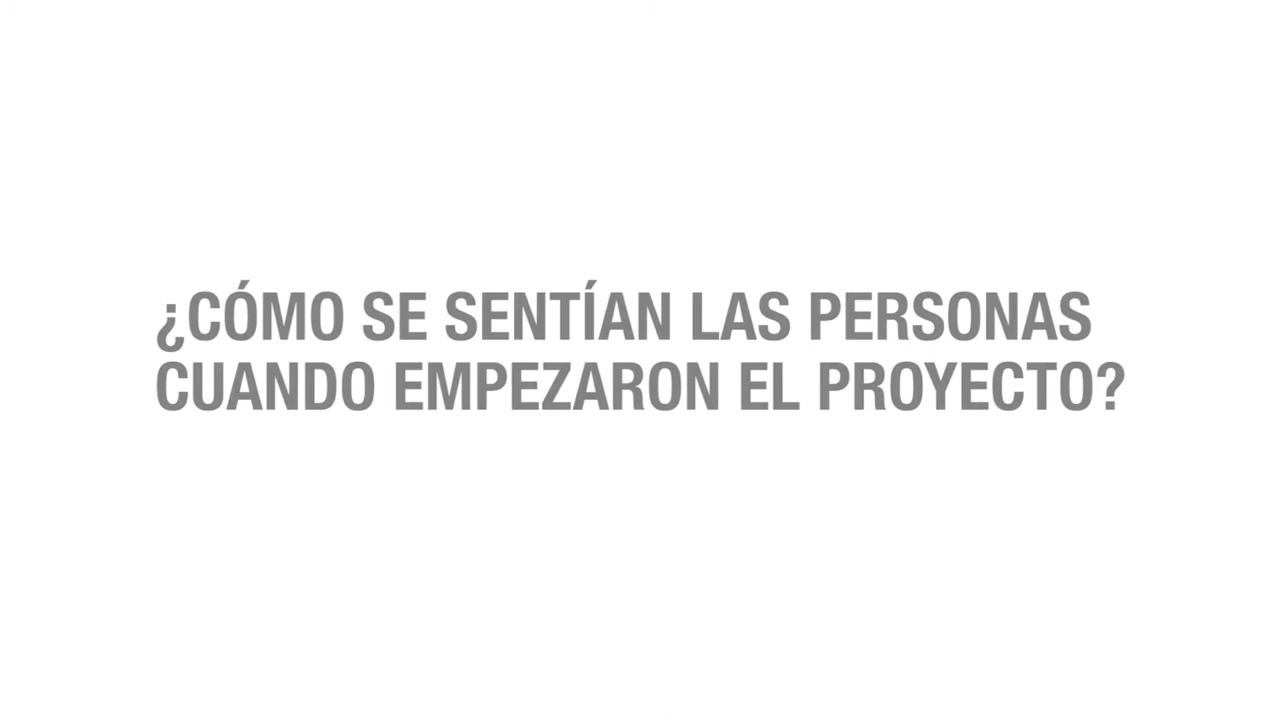 ¿CÓMO SE SENTÍAN LAS PERSONAS
CUANDO EMPEZARON EL PROYECTO?